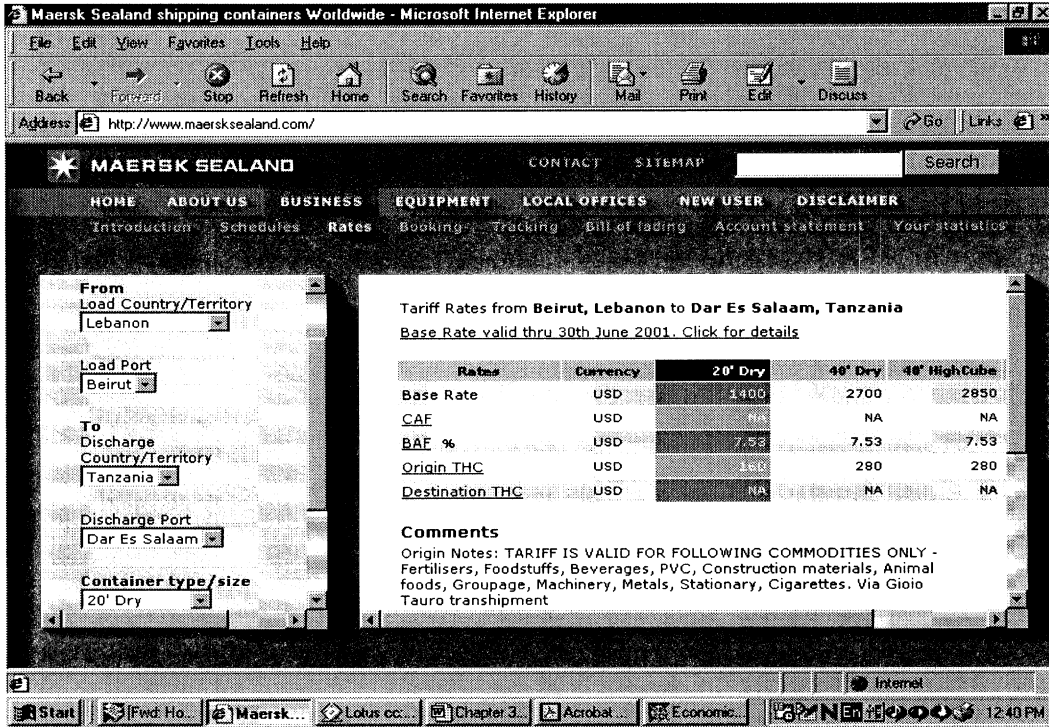 Maersk Sealand shipping containers Worldwide - Microsoft Internet Explorer
File Edit View Favorites Tools Help
Back Forward Stop Refresh Home Search Favorites History Mail Print Edit Discuss
Address http://www.maersksealand.com/ Go Links »
MAERSK SEALAND CONTACT SITEMAP Search
HOME ABOUT US BUSINESS EQUIPMENT LOCAL OFFICES NEW USER DISCLAIMER
Introduction Schedules Rates Booking Tracking Bill of lading Account statement Your statistics
From
Load Country/Territory
Lebanon
Load Port
Beirut
To
Discharge
Country/Territory
Tanzania
Discharge Port
Dar Es Salaam
Container type/size
20' Dry
Tariff Rates from Beirut, Lebanon to Dar Es Salaam, Tanzania
Base Rate valid thru 30th June 2001. Click for details
Rates Currency 20' Dry 40' Dry 40' HighCube
Base Rate USD 1400 2700 2850
CAF USD NA NA NA
BAF % USD 7.53 7.53 7.53
Origin THC USD 160 280 280
Destination THC USD NA NA NA
Comments
Origin Notes: TARIFF IS VALID FOR FOLLOWING COMMODITIES ONLY -
Fertilisers, Foodstuffs, Beverages, PVC, Construction materials, Animal
foods, Groupage, Machinery, Metals, Stationary, Cigarettes. Via Gioio
Tauro transhipment
Internet
Start [Fwd: Ho... Maersk... Lotus cc:... Chapter 3... Acrobat ... Economic... En 12:40 PM